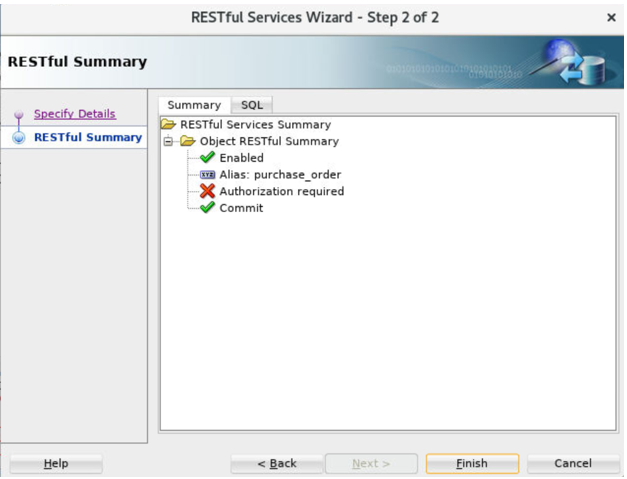 RESTful Services Wizard - Step 2 of 2
RESTful Summary
Specify Details
RESTful Summary
Summary SQL
RESTful Services Summary
Object RESTful Summary
Enabled
XYZ Alias: purchase_order
Authorization required
Commit
Help < Back Next > Finish Cancel